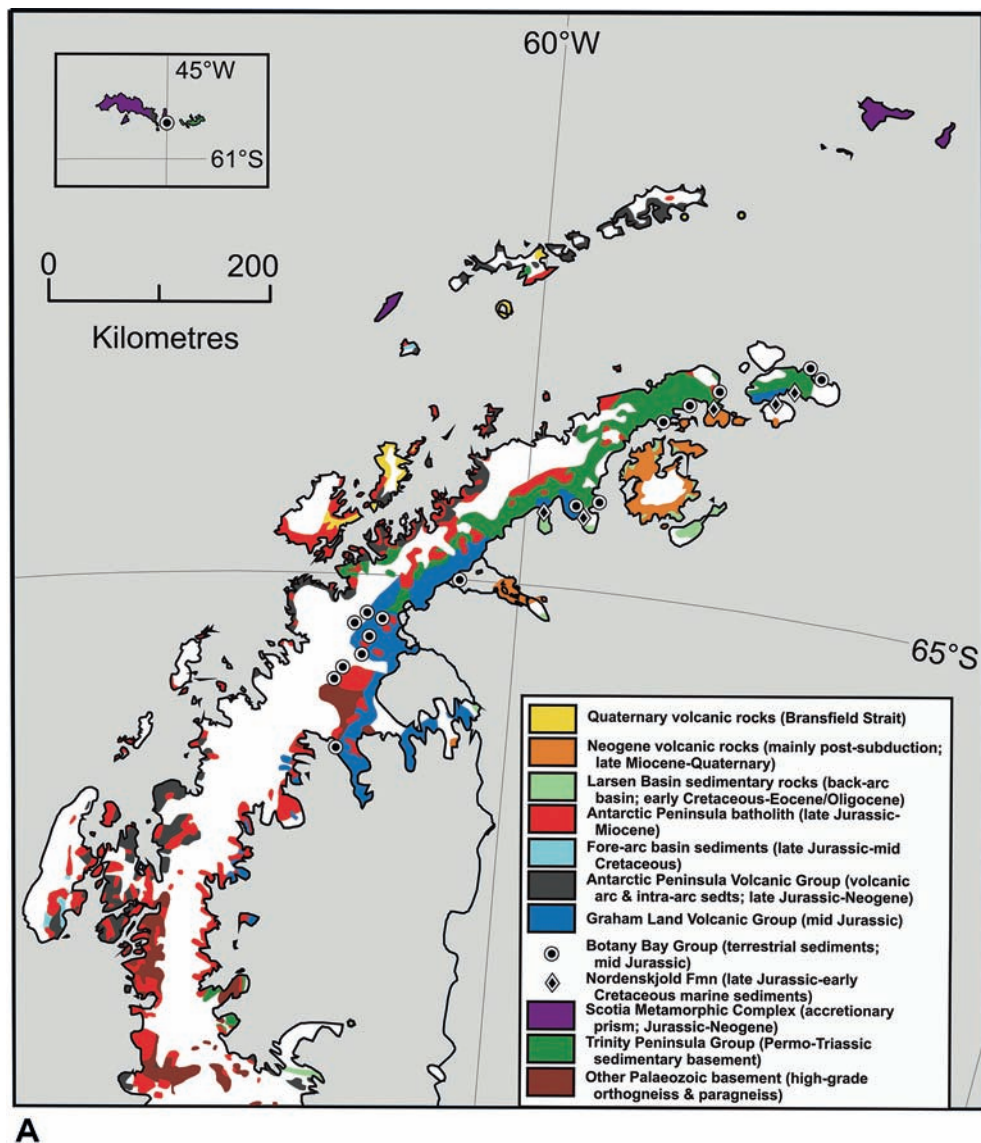 60°W
45°W
61°S
0 200
Kilometres
65°S
Quaternary volcanic rocks (Bransfield Strait)
Neogene volcanic rocks (mainly post-subduction;
late Miocene-Quaternary)
Larsen Basin sedimentary rocks (back-arc
basin; early Cretaceous-Eocene/Oligocene)
Antarctic Peninsula batholith (late Jurassic-
Miocene)
Fore-arc basin sediments (late Jurassic-mid
Cretaceous)
Antarctic Peninsula Volcanic Group (volcanic
arc & intra-arc sedts; late Jurassic-Neogene)
Graham Land Volcanic Group (mid Jurassic)
Botany Bay Group (terrestrial sediments;
mid Jurassic)
Nordenskjold Fmn (late Jurassic-early
Cretaceous marine sediments)
Scotia Metamorphic Complex (accretionary
prism; Jurassic-Neogene)
Trinity Peninsula Group (Permo-Triassic
sedimentary basement)
Other Palaeozoic basement (high-grade
orthogneiss & paragneiss)
A